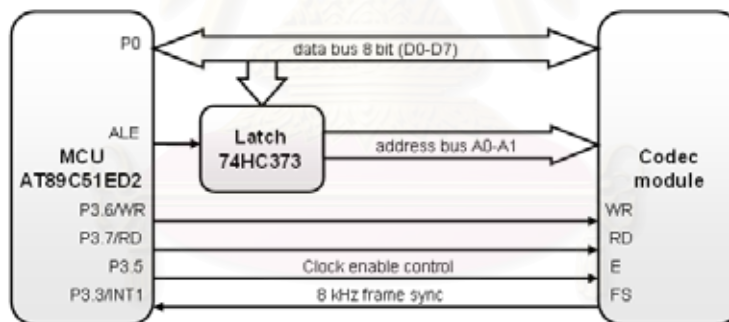 P0
data bus 8 bit (D0-D7)
ALE
Latch
74HC373
address bus A0-A1
MCU
AT89C51ED2
Codec
module
P3.6/WR
WR
P3.7/RD
RD
P3.5
Clock enable control
E
P3.3/INT1
8 kHz frame sync
FS